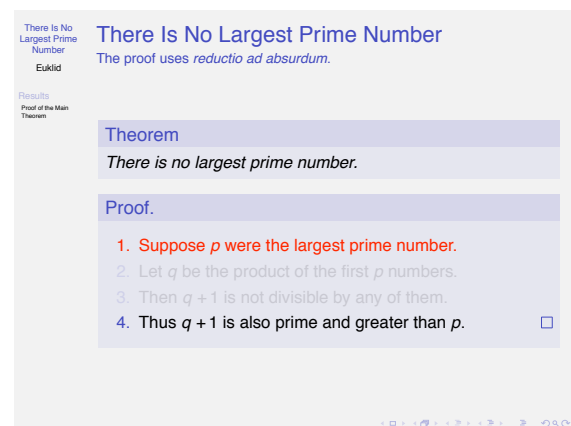 There Is No
Largest Prime
Number
Euklid
Results
Proof of the Main
Theorem
There Is No Largest Prime Number
The proof uses reductio ad absurdum.
Theorem
There is no largest prime number.
Proof.
1. Suppose p were the largest prime number.
2. Let q be the product of the first p numbers.
3. Then q + 1 is not divisible by any of them.
4. Thus q + 1 is also prime and greater than p. □